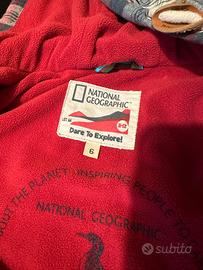 NATIONAL
GEOGRAPHIC
Dare To Explore!
6
OUT THE PLANET INSPIRING PEOPLE TO
NATIONAL GEOGRAPHIC
subito